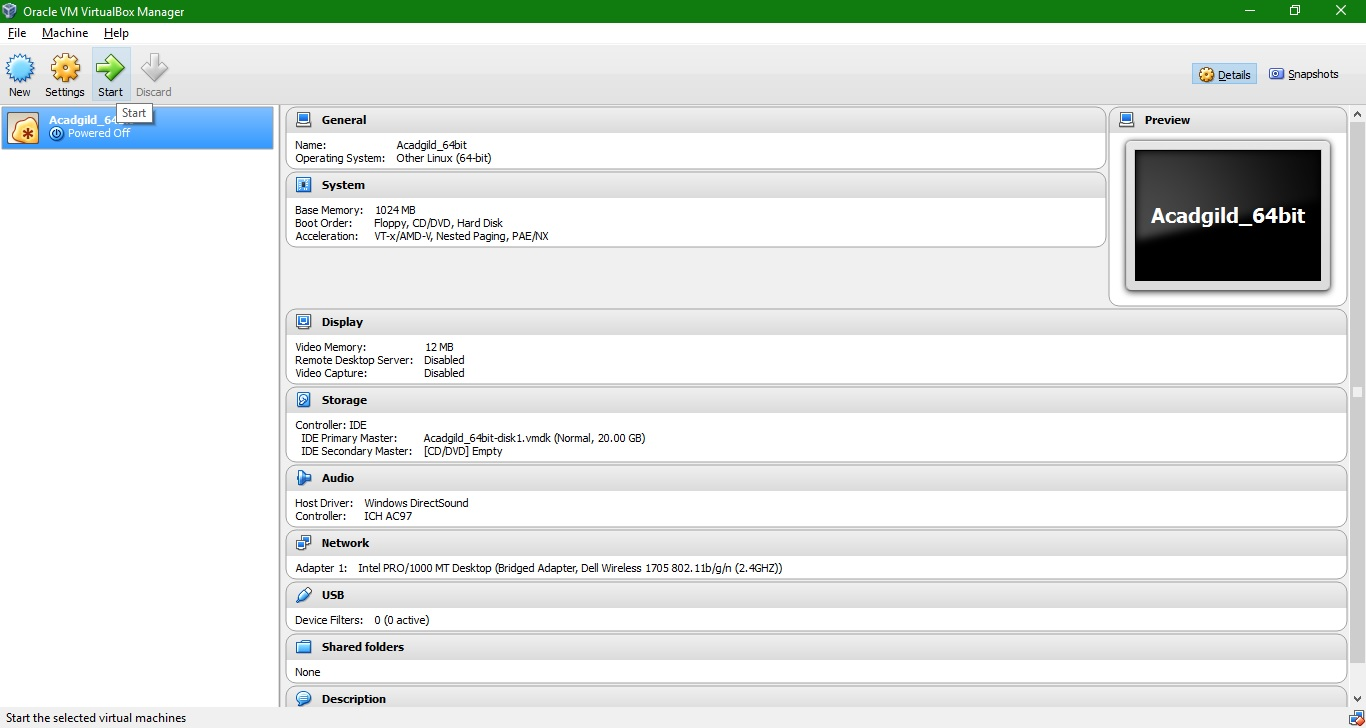 Oracle VM VirtualBox Manager
File Machine Help
New Settings Start Discard
Details Snapshots
Start
Acadgild_64
Powered Off
General
Name: Acadgild_64bit
Operating System: Other Linux (64-bit)
System
Base Memory: 1024 MB
Boot Order: Floppy, CD/DVD, Hard Disk
Acceleration: VT-x/AMD-V, Nested Paging, PAE/NX
Preview
Acadgild_64bit
Display
Video Memory: 12 MB
Remote Desktop Server: Disabled
Video Capture: Disabled
Storage
Controller: IDE
IDE Primary Master: Acadgild_64bit-disk1.vmdk (Normal, 20.00 GB)
IDE Secondary Master: [CD/DVD] Empty
Audio
Host Driver: Windows DirectSound
Controller: ICH AC97
Network
Adapter 1: Intel PRO/1000 MT Desktop (Bridged Adapter, Dell Wireless 1705 802.11b/g/n (2.4GHZ))
USB
Device Filters: 0 (0 active)
Shared folders
None
Description
Start the selected virtual machines